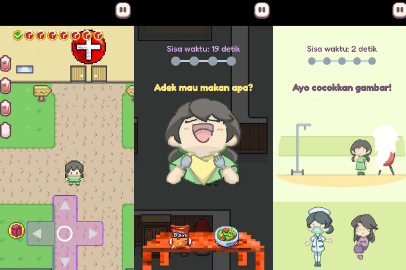 Sisa waktu: 19 detik
Adek mau makan apa?
Sisa waktu: 2 detik
Ayo cocokkan gambar!